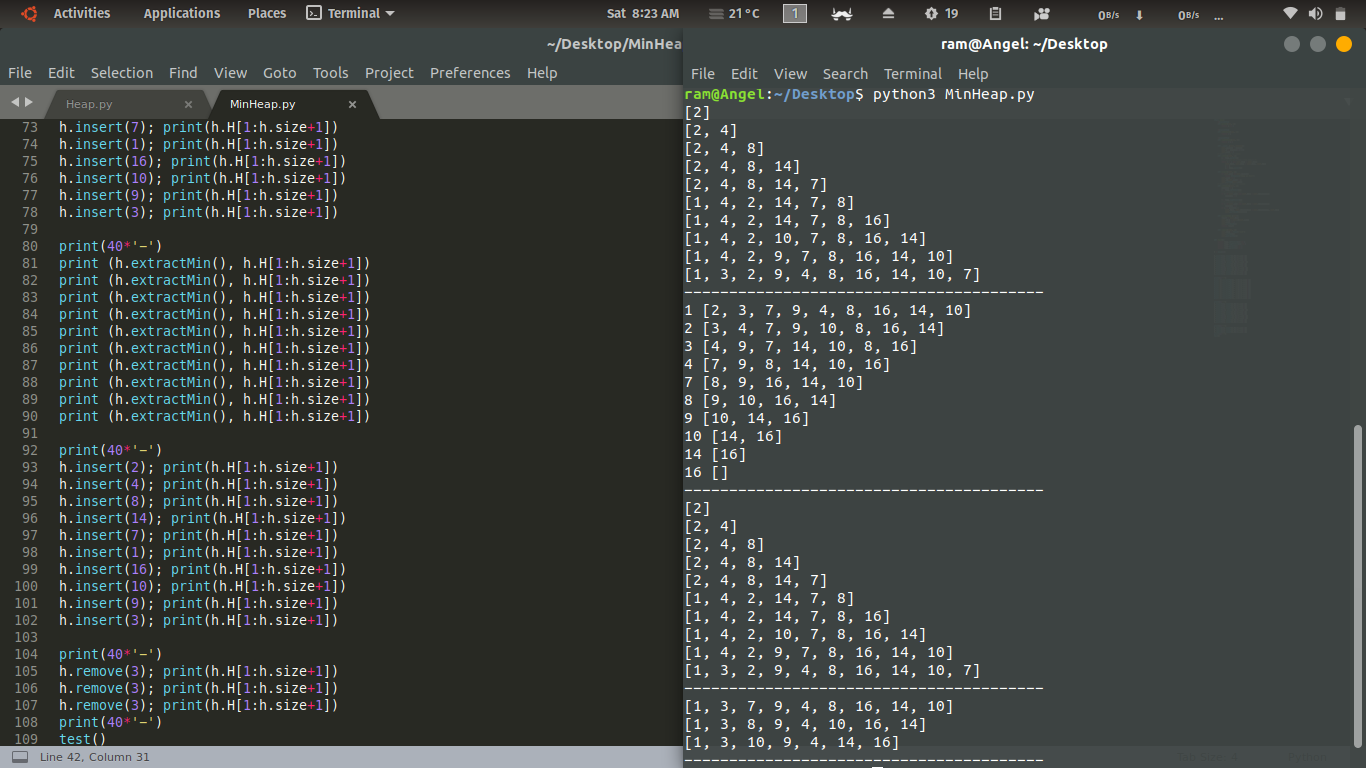 Activities Applications Places Terminal Sat 8:23 AM 21 °C 1 19 0B/s 0B/s ...
~/Desktop/MinHea
File Edit Selection Find View Goto Tools Project Preferences Help
Heap.py × MinHeap.py ×
73 h.insert(7); print(h.H[1:h.size+1])
74 h.insert(1); print(h.H[1:h.size+1])
75 h.insert(16); print(h.H[1:h.size+1])
76 h.insert(10); print(h.H[1:h.size+1])
77 h.insert(9); print(h.H[1:h.size+1])
78 h.insert(3); print(h.H[1:h.size+1])
79
80 print(40*'-')
81 print (h.extractMin(), h.H[1:h.size+1])
82 print (h.extractMin(), h.H[1:h.size+1])
83 print (h.extractMin(), h.H[1:h.size+1])
84 print (h.extractMin(), h.H[1:h.size+1])
85 print (h.extractMin(), h.H[1:h.size+1])
86 print (h.extractMin(), h.H[1:h.size+1])
87 print (h.extractMin(), h.H[1:h.size+1])
88 print (h.extractMin(), h.H[1:h.size+1])
89 print (h.extractMin(), h.H[1:h.size+1])
90 print (h.extractMin(), h.H[1:h.size+1])
91
92 print(40*'-')
93 h.insert(2); print(h.H[1:h.size+1])
94 h.insert(4); print(h.H[1:h.size+1])
95 h.insert(8); print(h.H[1:h.size+1])
96 h.insert(14); print(h.H[1:h.size+1])
97 h.insert(7); print(h.H[1:h.size+1])
98 h.insert(1); print(h.H[1:h.size+1])
99 h.insert(16); print(h.H[1:h.size+1])
100 h.insert(10); print(h.H[1:h.size+1])
101 h.insert(9); print(h.H[1:h.size+1])
102 h.insert(3); print(h.H[1:h.size+1])
103
104 print(40*'-')
105 h.remove(3); print(h.H[1:h.size+1])
106 h.remove(3); print(h.H[1:h.size+1])
107 h.remove(3); print(h.H[1:h.size+1])
108 print(40*'-')
109 test()
Line 42, Column 31
ram@Angel: ~/Desktop
File Edit View Search Terminal Help
ram@Angel:~/Desktop$ python3 MinHeap.py
[2]
[2, 4]
[2, 4, 8]
[2, 4, 8, 14]
[2, 4, 8, 14, 7]
[1, 4, 2, 14, 7, 8]
[1, 4, 2, 14, 7, 8, 16]
[1, 4, 2, 10, 7, 8, 16, 14]
[1, 4, 2, 9, 7, 8, 16, 14, 10]
[1, 3, 2, 9, 4, 8, 16, 14, 10, 7]
----------------------------------------
1 [2, 3, 7, 9, 4, 8, 16, 14, 10]
2 [3, 4, 7, 9, 10, 8, 16, 14]
3 [4, 9, 7, 14, 10, 8, 16]
4 [7, 9, 8, 14, 10, 16]
7 [8, 9, 16, 14, 10]
8 [9, 10, 16, 14]
9 [10, 14, 16]
10 [14, 16]
14 [16]
16 []
----------------------------------------
[2]
[2, 4]
[2, 4, 8]
[2, 4, 8, 14]
[2, 4, 8, 14, 7]
[1, 4, 2, 14, 7, 8]
[1, 4, 2, 14, 7, 8, 16]
[1, 4, 2, 10, 7, 8, 16, 14]
[1, 4, 2, 9, 7, 8, 16, 14, 10]
[1, 3, 2, 9, 4, 8, 16, 14, 10, 7]
----------------------------------------
[1, 3, 7, 9, 4, 8, 16, 14, 10]
[1, 3, 8, 9, 4, 10, 16, 14]
[1, 3, 10, 9, 4, 14, 16]
----------------------------------------